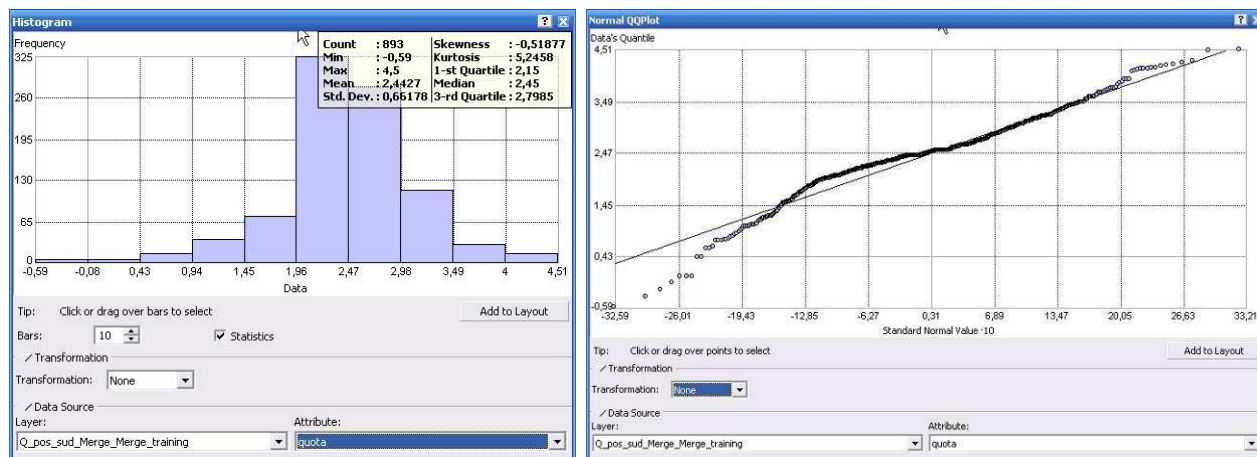 Histogram
Frequency
Count : 893 Skewness : -0,51877
Min : -0,59 Kurtosis : 5,2458
Max : 4,5 1-st Quartile : 2,15
Mean : 2,4427 Median : 2,45
Std. Dev. : 0,66178 3-rd Quartile : 2,7985
325
260
195
130
65
0
-0,59 -0,08 0,43 0,94 1,45 1,96 2,47 2,98 3,49 4 4,51
Data
Tip: Click or drag over bars to select Add to Layout
Bars: 10 Statistics
Transformation
Transformation: None
Data Source
Layer: Attribute:
Q_pos_sud_Merge_Merge_training quota
Normal QQPlot
Data's Quantile
4,51
3,49
2,47
1,45
0,43
-0,59
-32,59 -26,01 -19,43 -12,85 -6,27 0,31 6,89 13,47 20,05 26,63 33,21
Standard Normal Value ·10
Tip: Click or drag over points to select Add to Layout
Transformation
Transformation: None
Data Source
Layer: Attribute:
Q_pos_sud_Merge_Merge_training quota